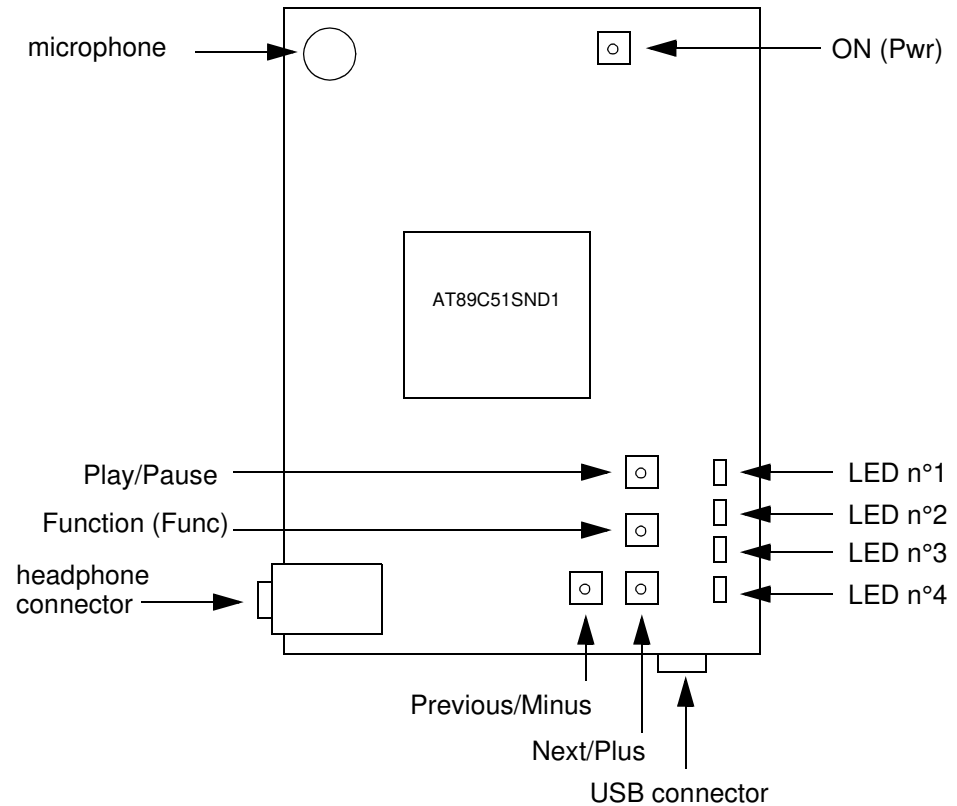 microphone
ON (Pwr)
AT89C51SND1
Play/Pause
LED n°1
Function (Func)
LED n°2
LED n°3
headphone
connector
LED n°4
Previous/Minus
Next/Plus
USB connector